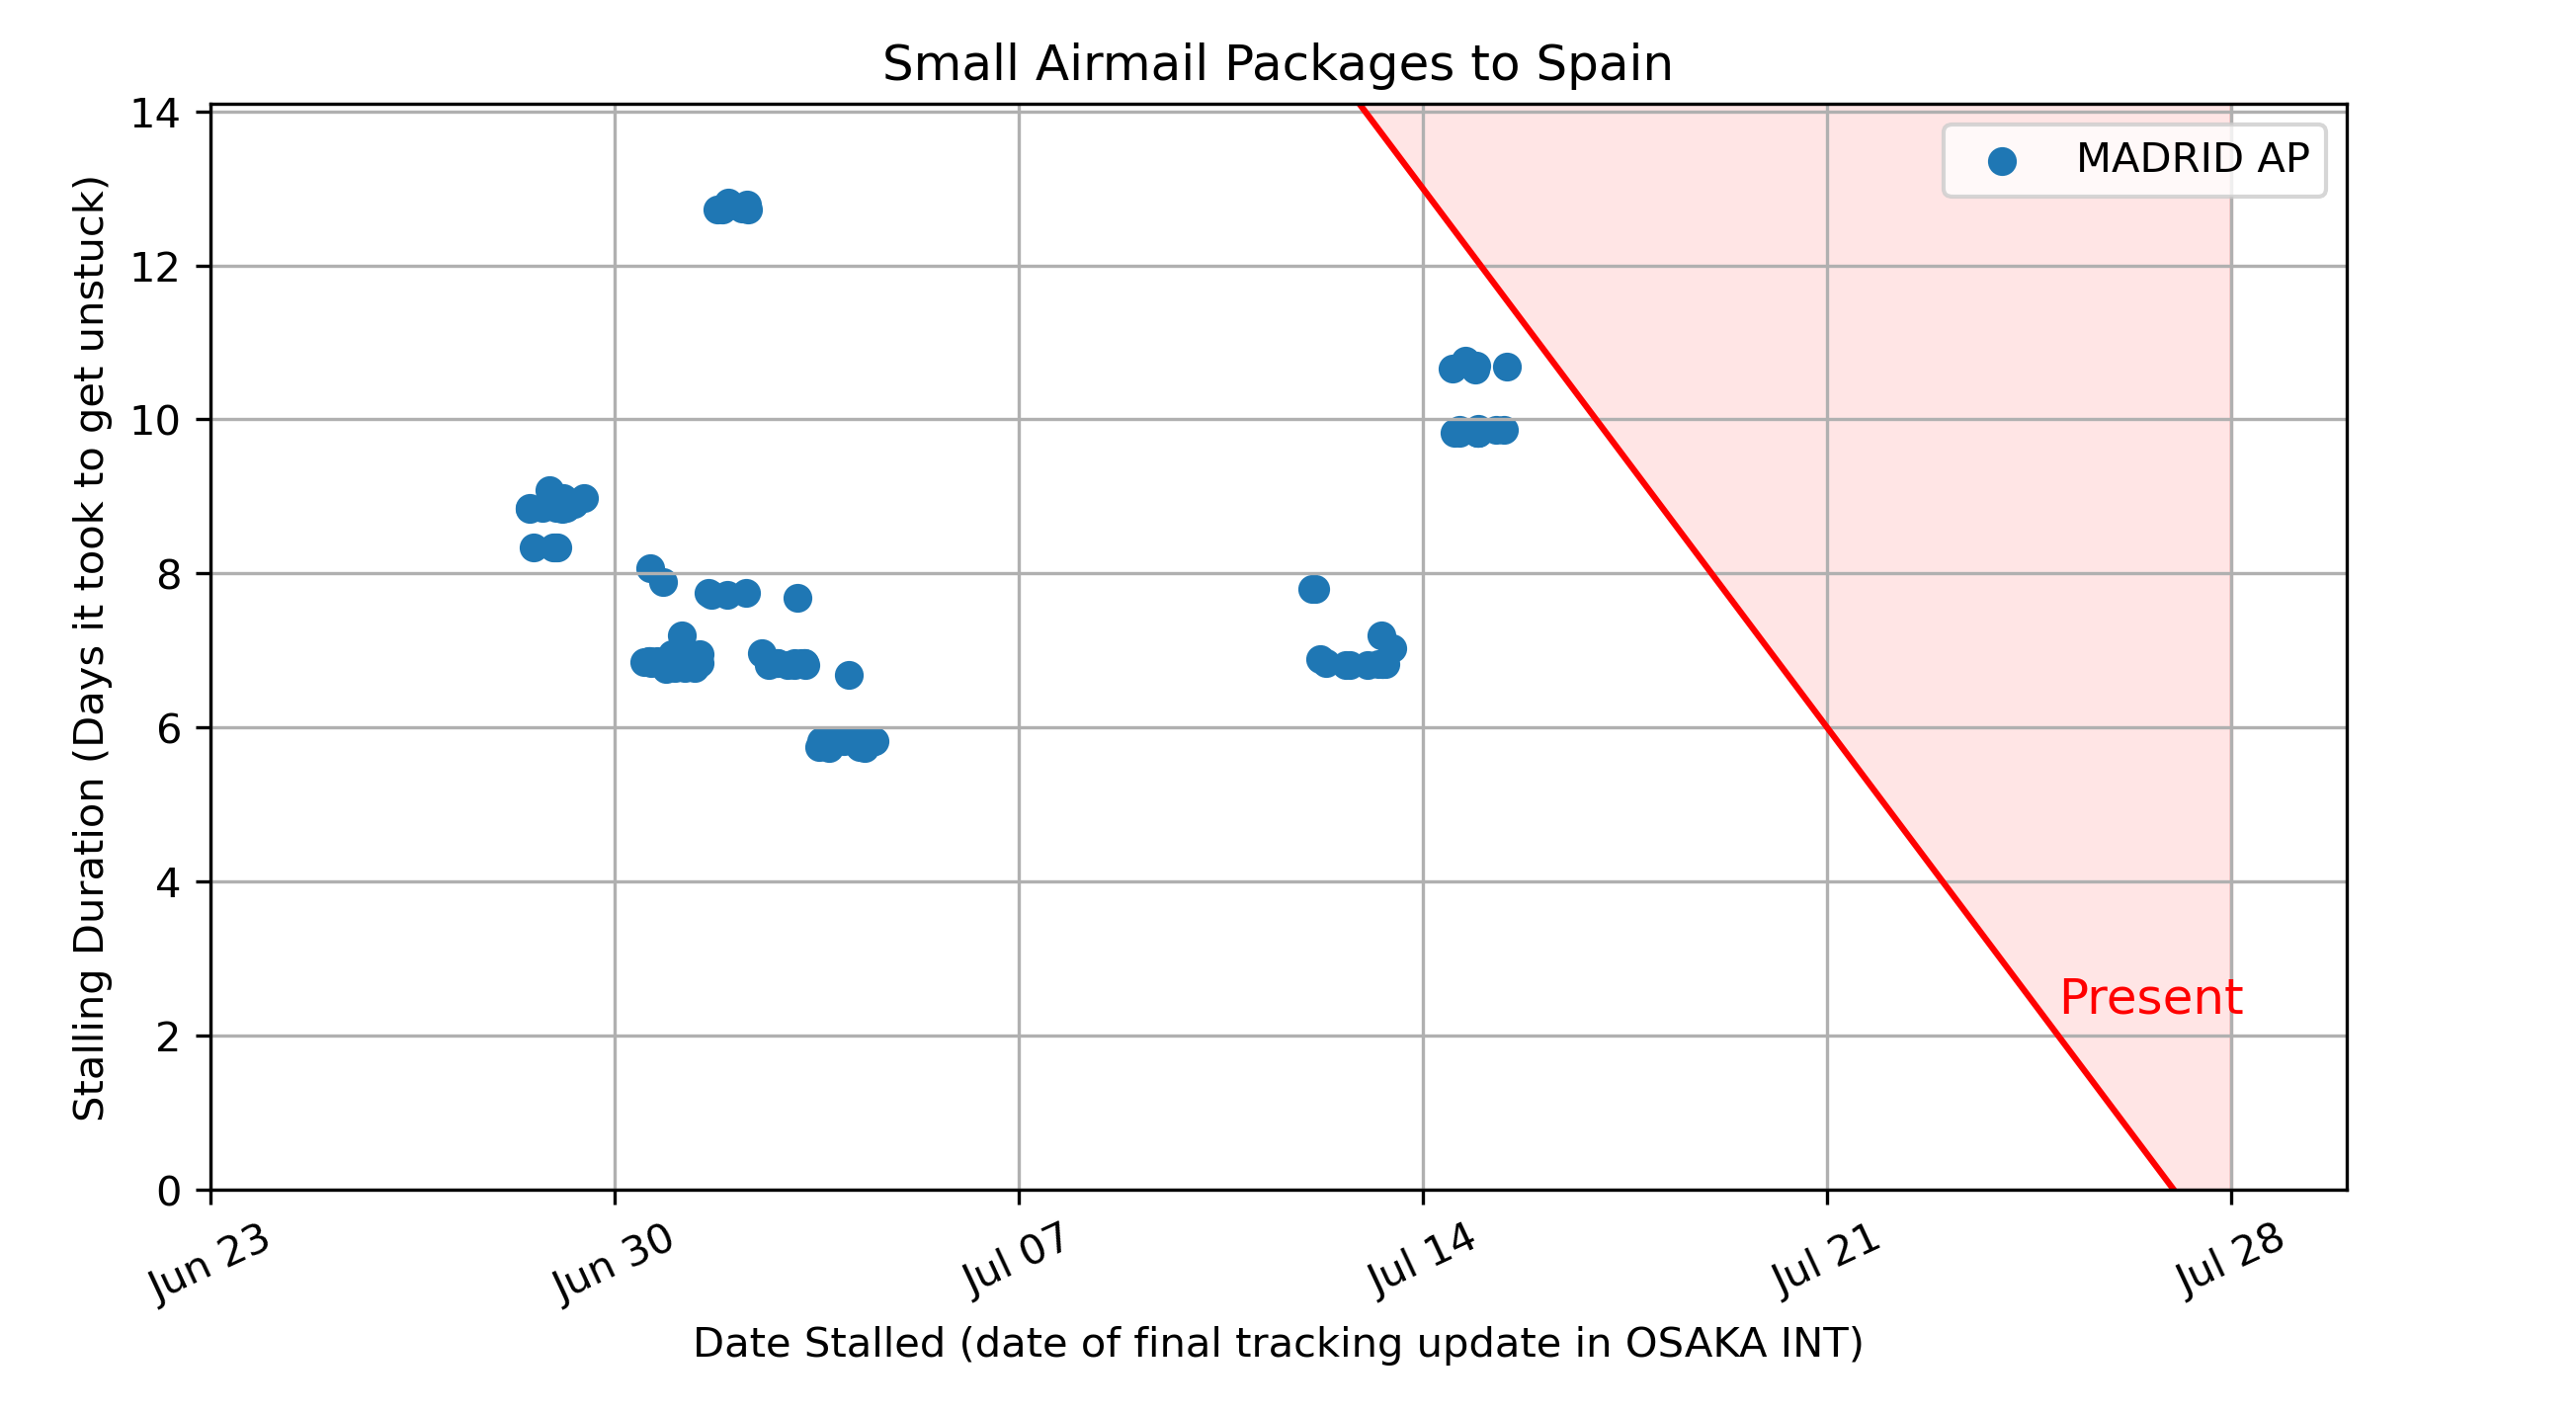 Small Airmail Packages to Spain
MADRID AP
Stalling Duration (Days it took to get unstuck)
14
12
10
8
6
4
2
0
Present
Jun 23
Jun 30
Jul 07
Jul 14
Jul 21
Jul 28
Date Stalled (date of final tracking update in OSAKA INT)